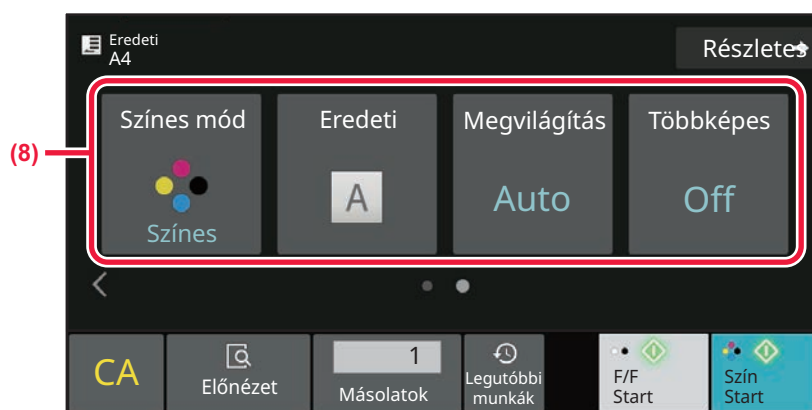 Eredeti
A4
Részletes
(8)
Színes mód
Eredeti
Megvilágítás
Többképes
A
Auto
Off
Színes
CA
Előnézet
1
Másolatok
Legutóbbi
munkák
F/F
Start
Szín
Start